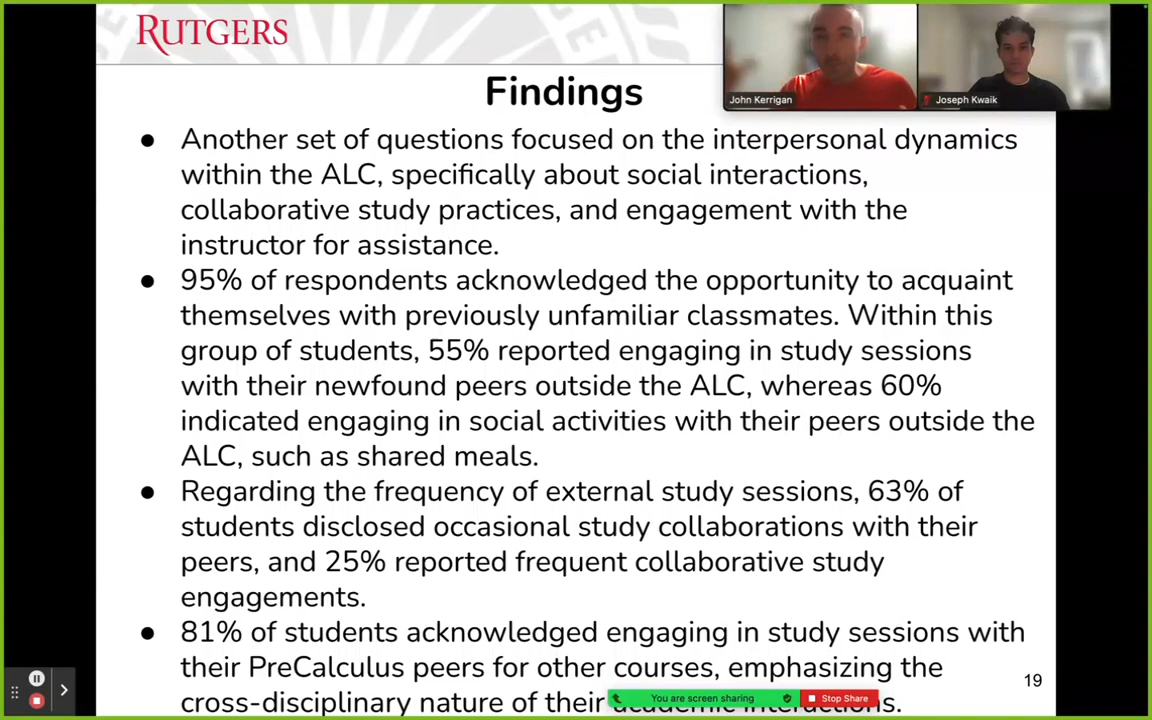 RUTGERS
Findings
John Kerrigan
Joseph Kwaik
● Another set of questions focused on the interpersonal dynamics
within the ALC, specifically about social interactions,
collaborative study practices, and engagement with the
instructor for assistance.
● 95% of respondents acknowledged the opportunity to acquaint
themselves with previously unfamiliar classmates. Within this
group of students, 55% reported engaging in study sessions
with their newfound peers outside the ALC, whereas 60%
indicated engaging in social activities with their peers outside the
ALC, such as shared meals.
● Regarding the frequency of external study sessions, 63% of
students disclosed occasional study collaborations with their
peers, and 25% reported frequent collaborative study
engagements.
● 81% of students acknowledged engaging in study sessions with
their PreCalculus peers for other courses, emphasizing the
cross-disciplinary nature of their academic interactions.
19
You are screen sharing
Stop Share